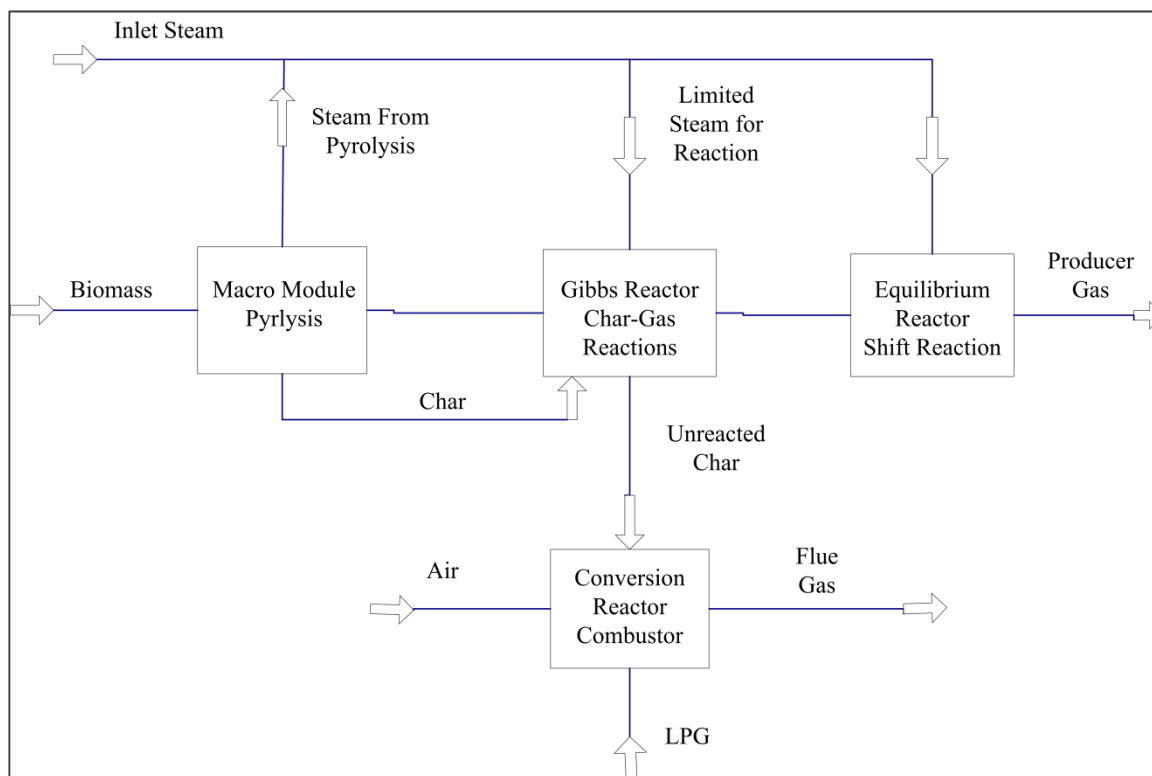 Inlet Steam
Steam From
Pyrolysis
Limited
Steam for
Reaction
Biomass
Macro Module
Pyrlysis
Gibbs Reactor
Char-Gas
Reactions
Equilibrium
Reactor
Shift Reaction
Producer
Gas
Char
Unreacted
Char
Air
Conversion
Reactor
Combustor
Flue
Gas
LPG